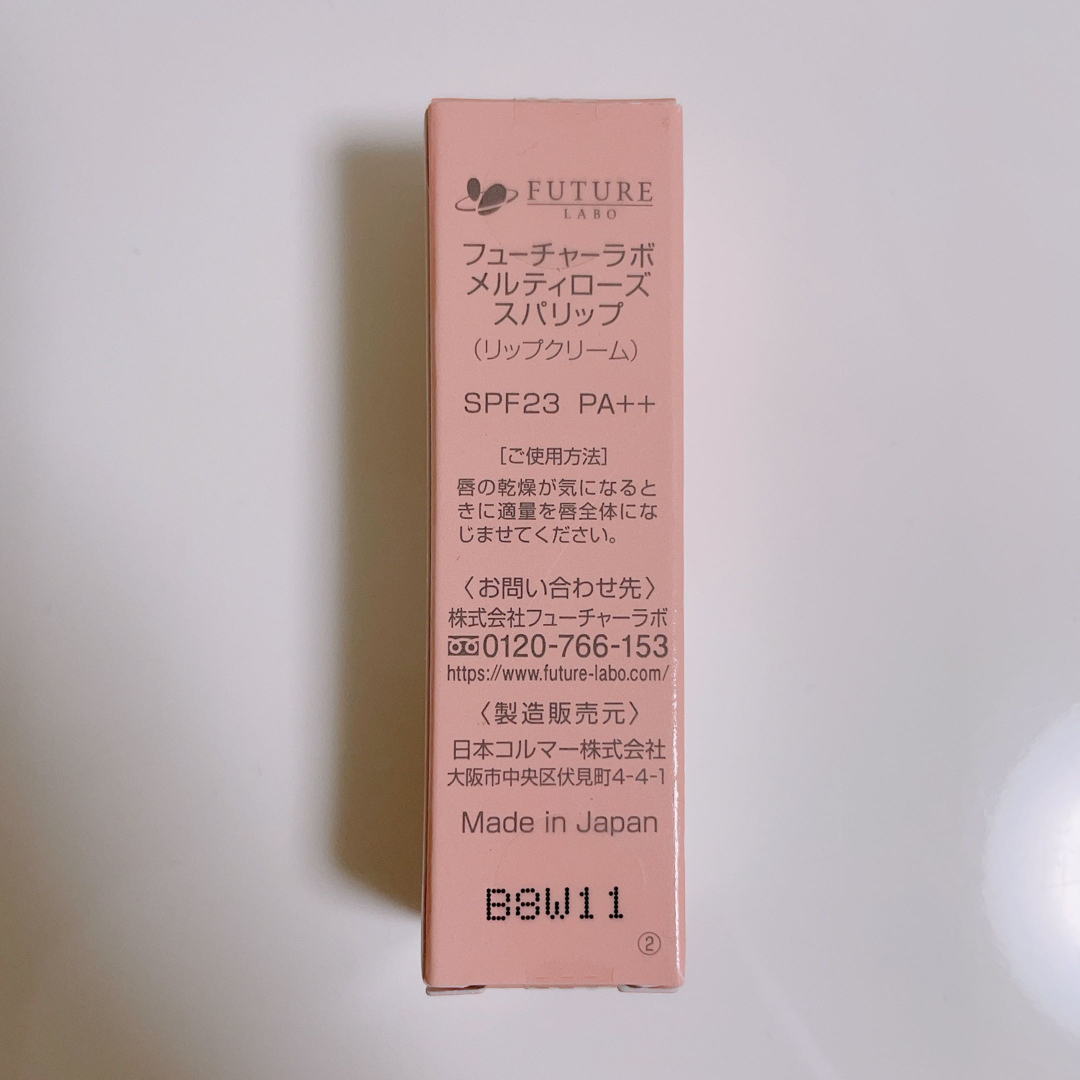 FUTURE
LABO
フューチャーラボ
メルティローズ
スパリップ
（リップクリーム）
SPF23 PA++
［ご使用方法］
唇の乾燥が気になると
きに適量を唇全体にな
じませてください。
〈お問い合わせ先〉
株式会社フューチャーラボ
0120-766-153
https://www.future-labo.com/
〈製造販売元〉
日本コルマー株式会社
大阪市中央区伏見町4-4-1
Made in Japan
B8W11
②